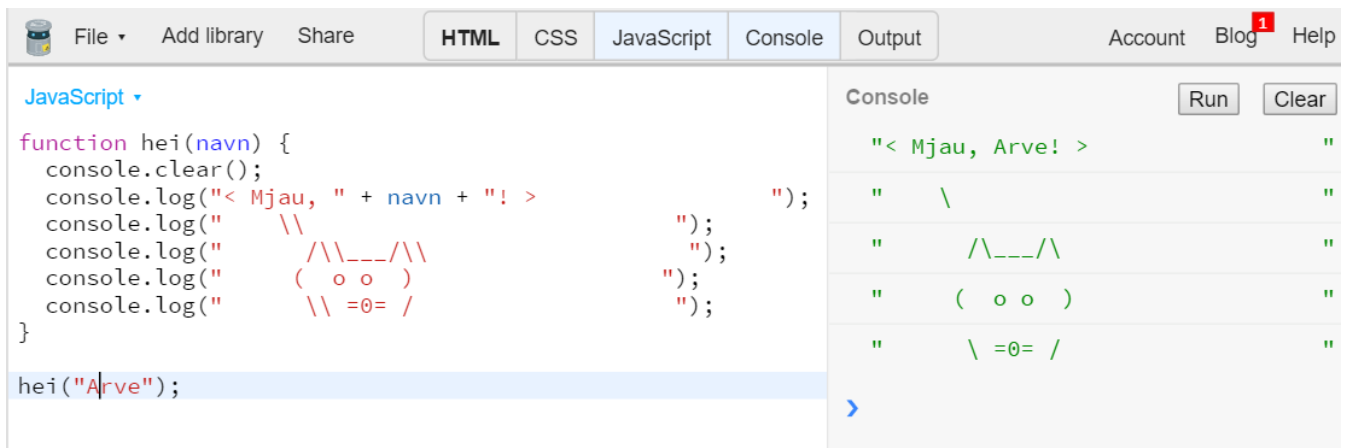 File ▾ Add library Share HTML CSS JavaScript Console Output Account Blog 1 Help
JavaScript ▾
function hei(navn) {
  console.clear();
  console.log("< Mjau, " + navn + "! >                    ");
  console.log("     \\                                ");
  console.log("       /\\___/\\                      ");
  console.log("      (  o o  )                     ");
  console.log("       \\ =0= /                      ");
}
hei("Arve");
Console Run Clear
"< Mjau, Arve! >                    "
"     \                                "
"       /\___/\                      "
"      (  o o  )                     "
"       \ =0= /                      "
❯